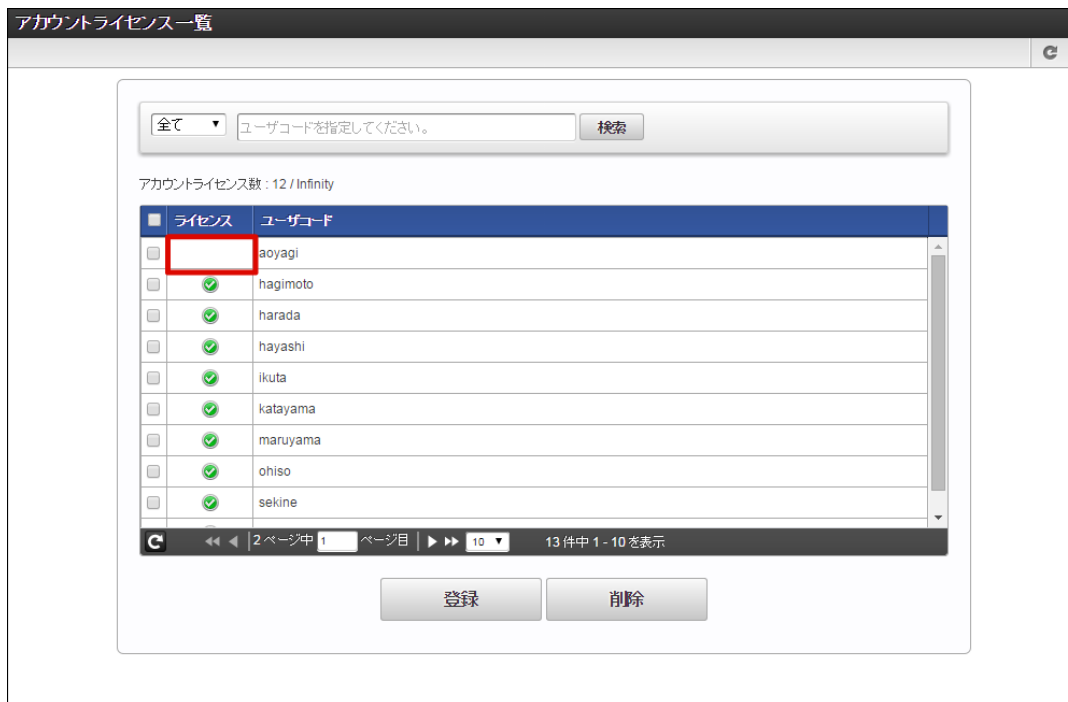 アカウントライセンス一覧
全て ユーザコードを指定してください。 検索
アカウントライセンス数 : 12 / Infinity
ライセンス ユーザコード
aoyagi
hagimoto
harada
hayashi
ikuta
katayama
maruyama
ohiso
sekine
2 ページ中 1 ページ目 10 13 件中 1 - 10 を表示
登録 削除